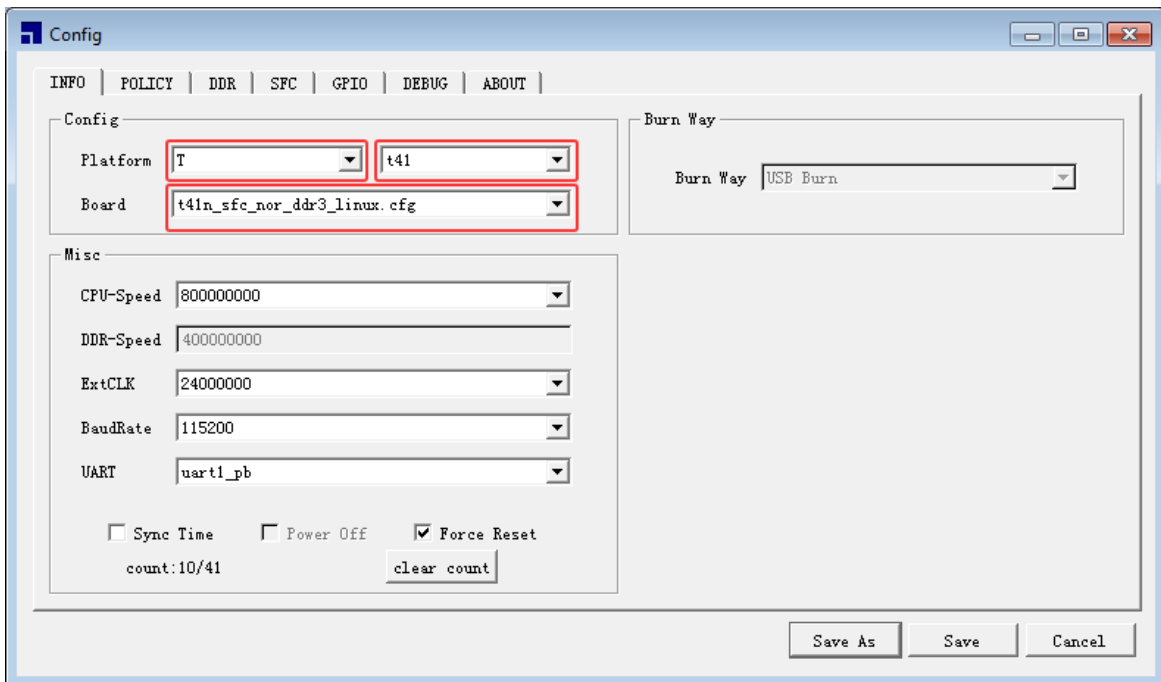 Config
INFO POLICY DDR SFC GPIO DEBUG ABOUT
Config
Platform T t41
Board t41n_sfc_nor_ddr3_linux.cfg
Burn Way
Burn Way USB Burn
Misc
CPU-Speed 800000000
DDR-Speed 400000000
ExtCLK 24000000
BaudRate 115200
UART uart1_pb
Sync Time Power Off Force Reset
count:10/41 clear count
Save As Save Cancel